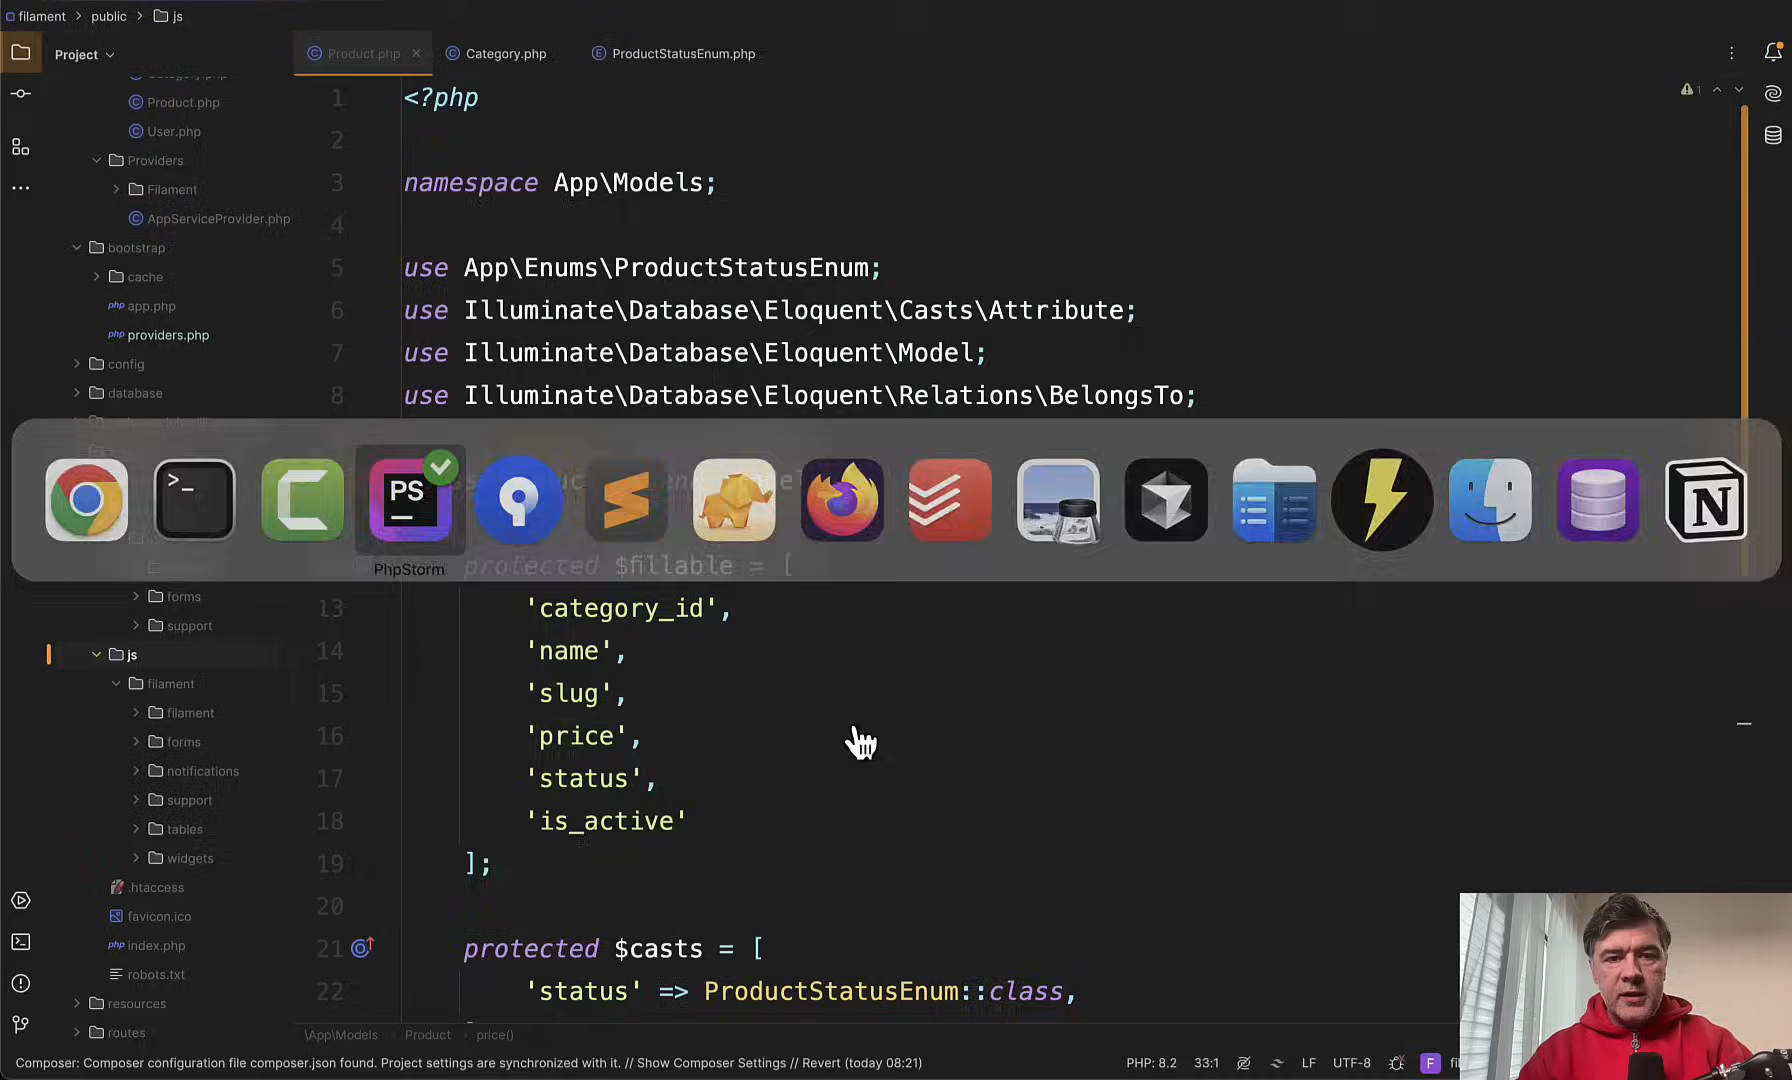 filament
public
js
Project
Product.php
Category.php
ProductStatusEnum.php
Category.php
Product.php
User.php
Providers
Filament
AppServiceProvider.php
bootstrap
cache
php app.php
php providers.php
config
database
forms
support
js
filament
filament
forms
notifications
support
tables
widgets
.htaccess
favicon.ico
php index.php
robots.txt
resources
routes
1
1 <?php
2
3 namespace App\Models;
4
5 use App\Enums\ProductStatusEnum;
6 use Illuminate\Database\Eloquent\Casts\Attribute;
7 use Illuminate\Database\Eloquent\Model;
8 use Illuminate\Database\Eloquent\Relations\BelongsTo;
>_
PS
N
PhpStorm
protected $fillable = [
13 'category_id',
14 'name',
15 'slug',
16 'price',
17 'status',
18 'is_active'
19 ];
20
21 protected $casts = [
22 'status' => ProductStatusEnum::class,
\App\Models
Product
price()
Composer: Composer configuration file composer.json found. Project settings are synchronized with it. // Show Composer Settings // Revert (today 08:21)
PHP: 8.2
33:1
LF
UTF-8
F